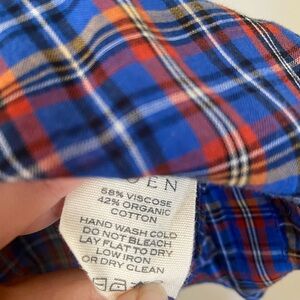 58% VISCOSE
42% ORGANIC
COTTON
HAND WASH COLD
DO NOT BLEACH
LAY FLAT TO DRY
LOW IRON
OR DRY CLEAN